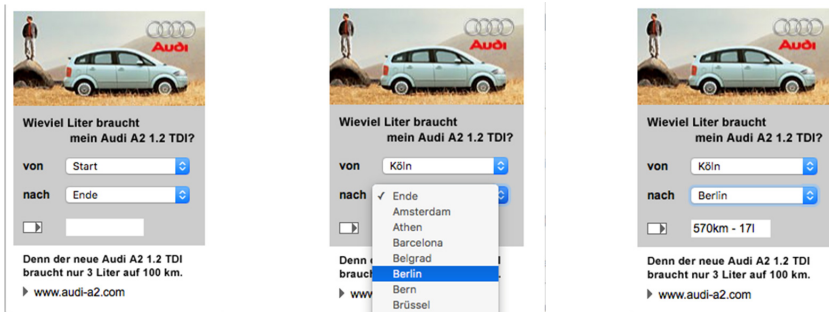 Audi
Wieviel Liter braucht
mein Audi A2 1.2 TDI?
von Start
nach Ende
Denn der neue Audi A2 1.2 TDI
braucht nur 3 Liter auf 100 km.
www.audi-a2.com
Audi
Wieviel Liter braucht
mein Audi A2 1.2 TDI?
von Köln
nach ✓ Ende
Amsterdam
Athen
Barcelona
Belgrad
Berlin
Bern
Brüssel
Audi
Wieviel Liter braucht
mein Audi A2 1.2 TDI?
von Köln
nach Berlin
570km - 17l
Denn der neue Audi A2 1.2 TDI
braucht nur 3 Liter auf 100 km.
www.audi-a2.com